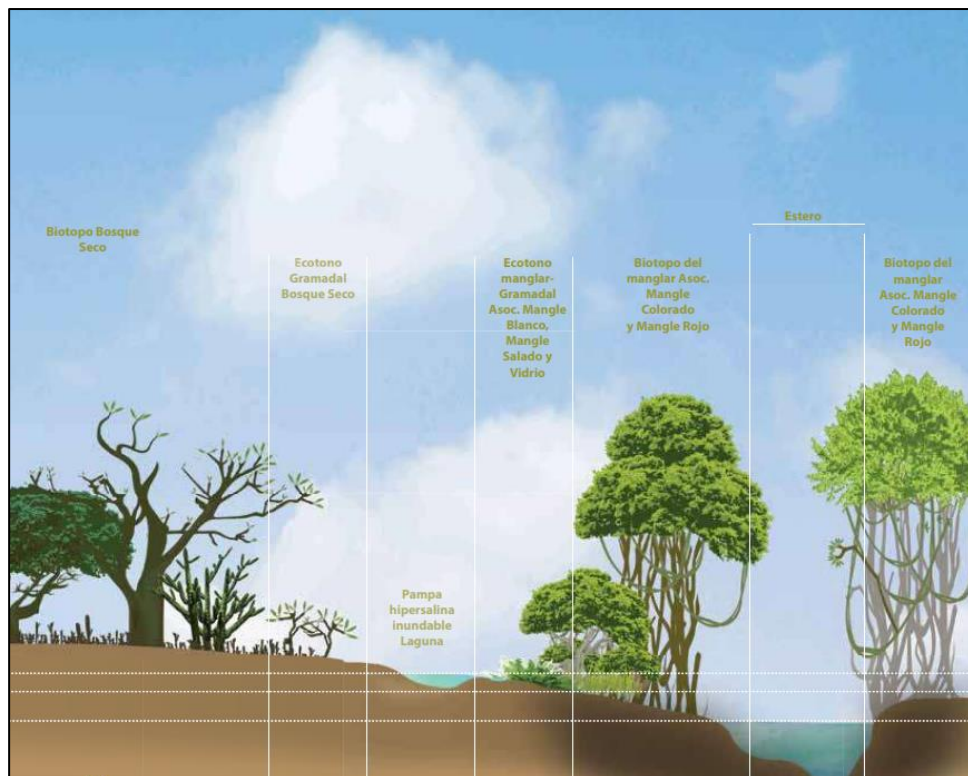 Biotopo Bosque
Seco
Ecotono
Gramadal
Bosque Seco
Pampa
hipersalina
inundable
Laguna
Ecotono
manglar-
Gramadal
Asoc. Mangle
Blanco,
Mangle
Salado y
Vidrio
Biotopo del
manglar Asoc.
Mangle
Colorado
y Mangle Rojo
Estero
Biotopo del
manglar
Asoc. Mangle
Colorado
y Mangle
Rojo